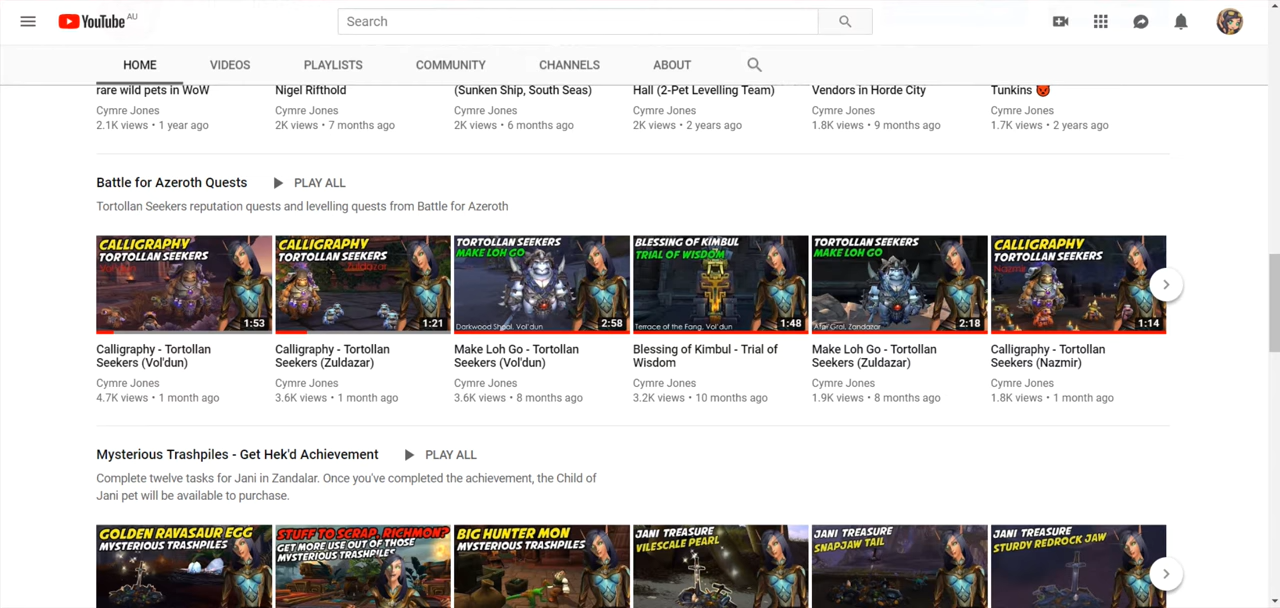 YouTube AU
Search
HOME VIDEOS PLAYLISTS COMMUNITY CHANNELS ABOUT
rare wild pets in WoW
Cymre Jones
2.1K views • 1 year ago
Nigel Rifthold
Cymre Jones
2K views • 7 months ago
(Sunken Ship, South Seas)
Cymre Jones
2K views • 6 months ago
Hall (2-Pet Levelling Team)
Cymre Jones
2K views • 2 years ago
Vendors in Horde City
Cymre Jones
1.8K views • 9 months ago
Tunkins 👹
Cymre Jones
1.7K views • 2 years ago
Battle for Azeroth Quests PLAY ALL
Tortollan Seekers reputation quests and levelling quests from Battle for Azeroth
CALLIGRAPHY
TORTOLLAN SEEKERS
Vol'dun
1:53
Calligraphy - Tortollan
Seekers (Vol'dun)
Cymre Jones
4.7K views • 1 month ago
CALLIGRAPHY
TORTOLLAN SEEKERS
Zuldazar
1:21
Calligraphy - Tortollan
Seekers (Zuldazar)
Cymre Jones
3.6K views • 1 month ago
TORTOLLAN SEEKERS
MAKE LOH GO
Darkwood Shoal, Vol'dun
2:58
Make Loh Go - Tortollan
Seekers (Vol'dun)
Cymre Jones
3.6K views • 8 months ago
BLESSING OF KIMBUL
TRIAL OF WISDOM
Terrace of the Fang, Vol'dun
1:48
Blessing of Kimbul - Trial of
Wisdom
Cymre Jones
3.2K views • 10 months ago
TORTOLLAN SEEKERS
MAKE LOH GO
Atal'Gral, Zandazar
2:18
Make Loh Go - Tortollan
Seekers (Zuldazar)
Cymre Jones
1.9K views • 8 months ago
CALLIGRAPHY
TORTOLLAN SEEKERS
Nazmir
1:14
Calligraphy - Tortollan
Seekers (Nazmir)
Cymre Jones
1.8K views • 1 month ago
Mysterious Trashpiles - Get Hek'd Achievement PLAY ALL
Complete twelve tasks for Jani in Zandalar. Once you've completed the achievement, the Child of
Jani pet will be available to purchase.
GOLDEN RAVASAUR EGG
MYSTERIOUS TRASHPILES
STUFF TO SCRAP, RICHMON?
GET MORE USE OUT OF THOSE
MYSTERIOUS TRASHPILES
BIG HUNTER MON
MYSTERIOUS TRASHPILES
JANI TREASURE
VILESCALE PEARL
JANI TREASURE
SNAPJAW TAIL
JANI TREASURE
STURDY REDROCK JAW